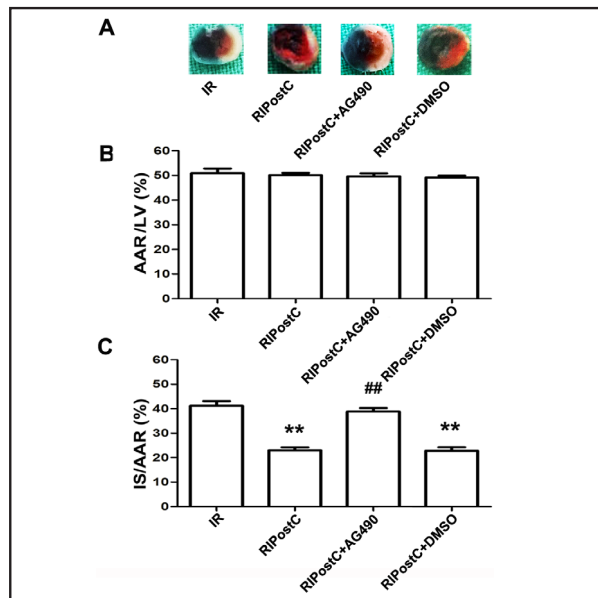 A
IR
RIPostC
RIPostC+AG490
RIPostC+DMSO
B
AAR/LV (%)
60
50
40
30
20
10
0
IR
RIPostC
RIPostC+AG490
RIPostC+DMSO
C
IS/AAR (%)
60
50
40
30
20
10
0
**
##
**
IR
RIPostC
RIPostC+AG490
RIPostC+DMSO